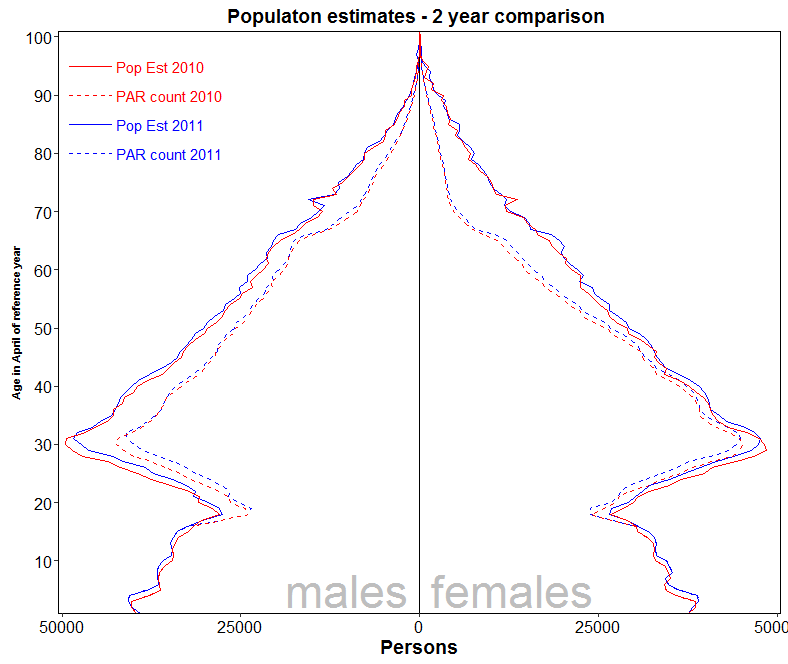 Populaton estimates - 2 year comparison
Pop Est 2010
PAR count 2010
Pop Est 2011
PAR count 2011
Age in April of reference year
100
90
80
70
60
50
40
30
20
10
males females
50000 25000 0 25000 50000
Persons